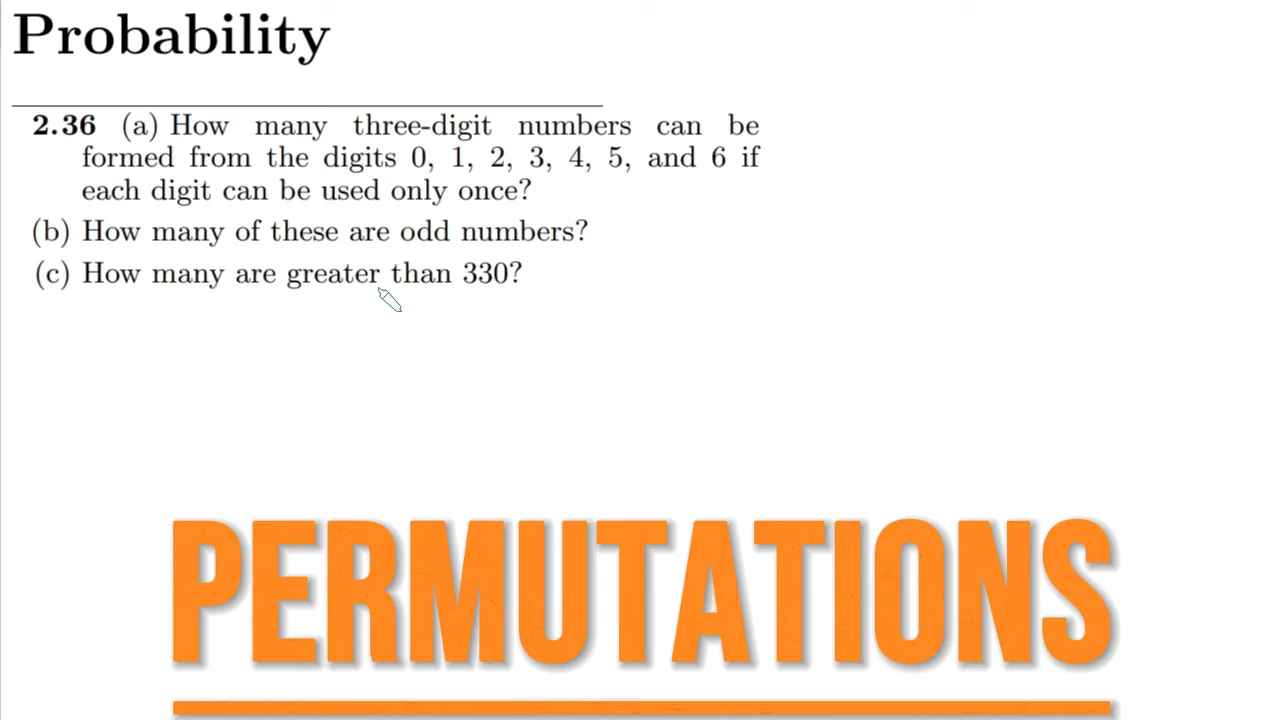 Probability
2.36 (a) How many three-digit numbers can be
formed from the digits 0, 1, 2, 3, 4, 5, and 6 if
each digit can be used only once?
(b) How many of these are odd numbers?
(c) How many are greater than 330?
PERMUTATIONS